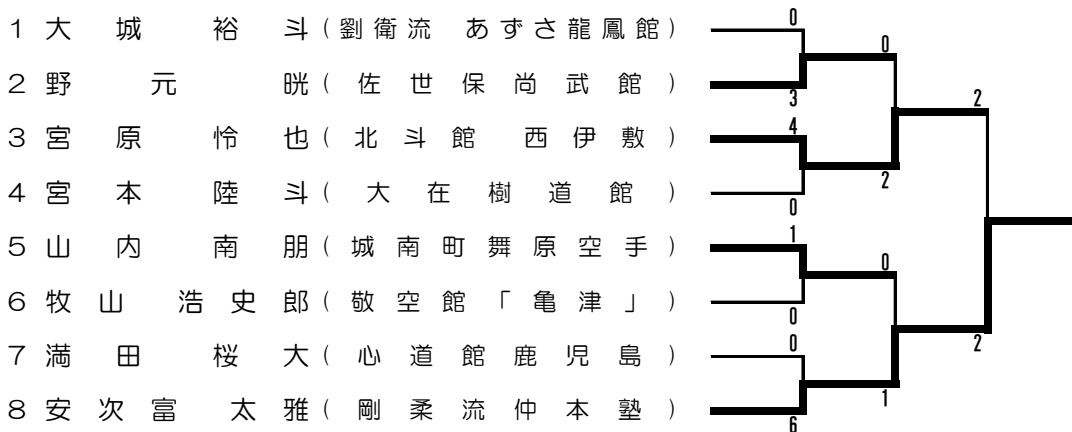 1 大城 裕斗 (劉衛流 あずさ龍鳳館)
2 野元 晄 (佐世保尚武館)
3 宮原 怜也 (北斗館 西伊敷)
4 宮本 陸斗 (大在樹道館)
5 山内 南朋 (城南町舞原空手)
6 牧山 浩史郎 (敬空館「亀津」)
7 満田 桜大 (心道館鹿児島)
8 安次富 太雅 (剛柔流仲本塾)
0
3
0
4
0
2
2
1
0
0
0
6
1
2